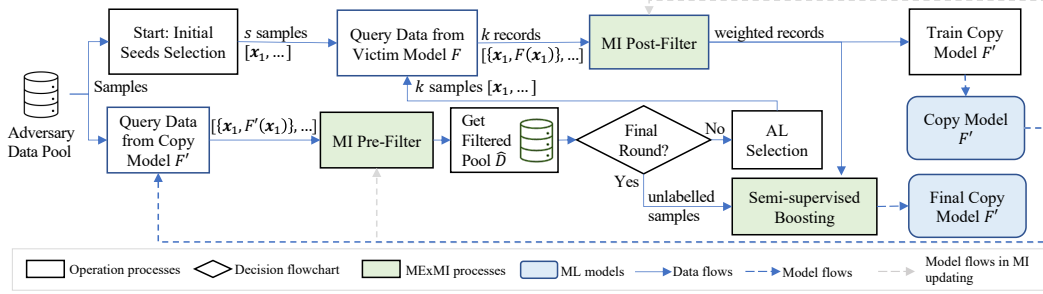 Start: Initial
Seeds Selection
s samples
[𝒙₁, …]
Query Data from
Victim Model F
k records
[{𝒙₁, F(𝒙₁)}, …]
MI Post-Filter
weighted records
Train Copy
Model F′
Samples
k samples [𝒙₁, …]
Adversary
Data Pool
Query Data
from Copy
Model F′
[{𝒙₁, F′(𝒙₁)}, …]
MI Pre-Filter
Get
Filtered
Pool D̂
Final
Round?
No
AL
Selection
Copy Model
F′
Yes
unlabelled
samples
Semi-supervised
Boosting
Final Copy
Model F′
Operation processes
Decision flowchart
MExMI processes
ML models
Data flows
Model flows
Model flows in MI
updating